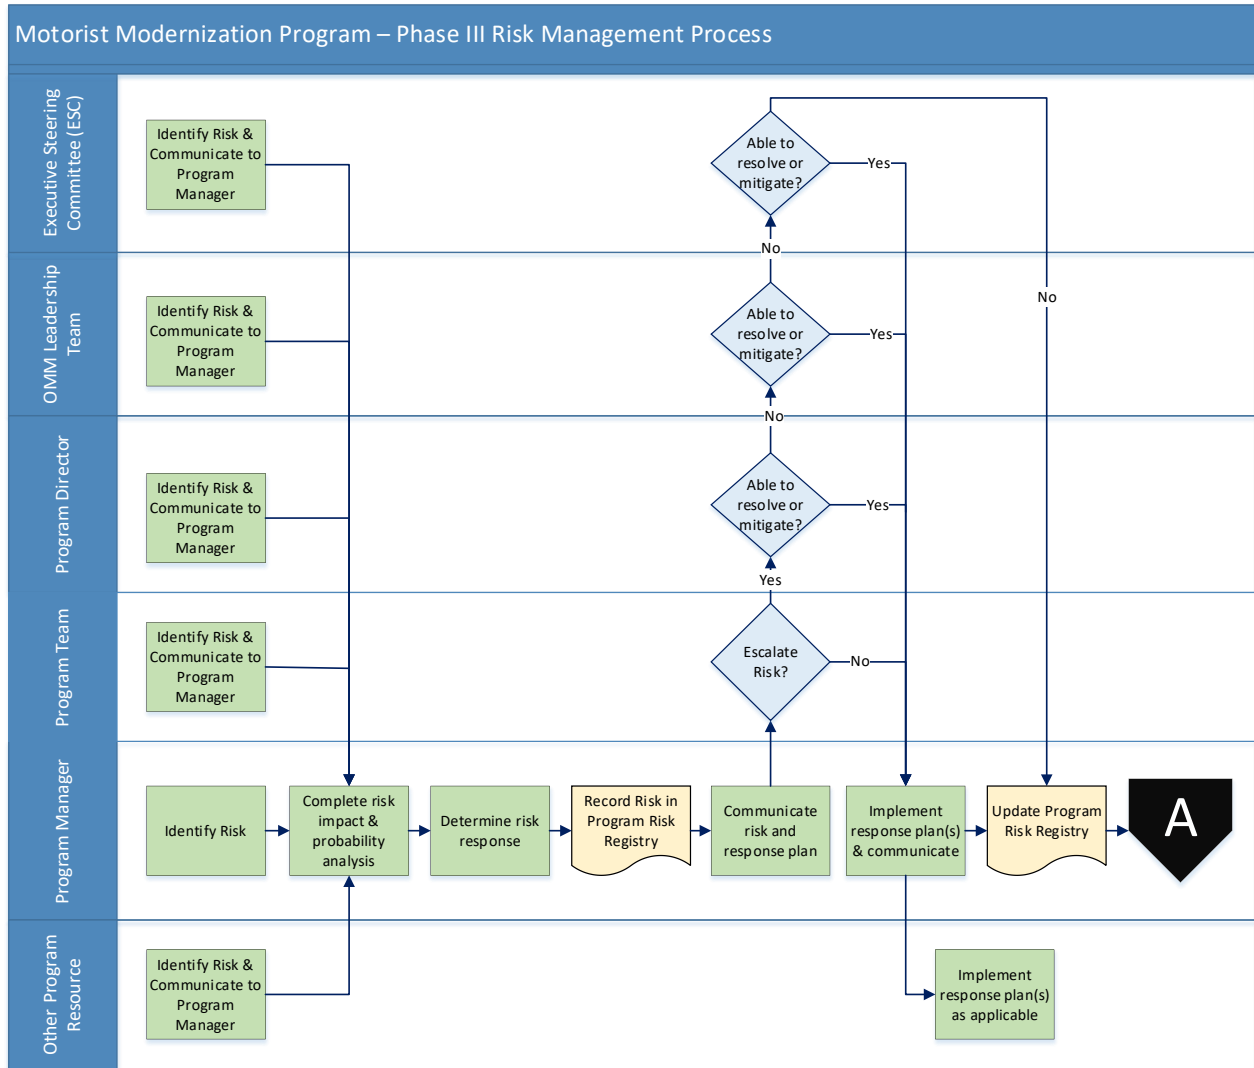 Motorist Modernization Program – Phase III Risk Management Process
Executive Steering
Committee (ESC)
Identify Risk &
Communicate to
Program
Manager
Able to
resolve or
mitigate?
Yes
No
OMM Leadership
Team
Identify Risk &
Communicate to
Program
Manager
Able to
resolve or
mitigate?
Yes
No
No
Program Director
Identify Risk &
Communicate to
Program
Manager
Able to
resolve or
mitigate?
Yes
Yes
Program Team
Identify Risk &
Communicate to
Program
Manager
Escalate
Risk?
No
Program Manager
Identify Risk
Complete risk
impact &
probability
analysis
Determine risk
response
Record Risk in
Program Risk
Registry
Communicate
risk and
response plan
Implement
response plan(s)
& communicate
Update Program
Risk Registry
A
Other Program
Resource
Identify Risk &
Communicate to
Program
Manager
Implement
response plan(s)
as applicable